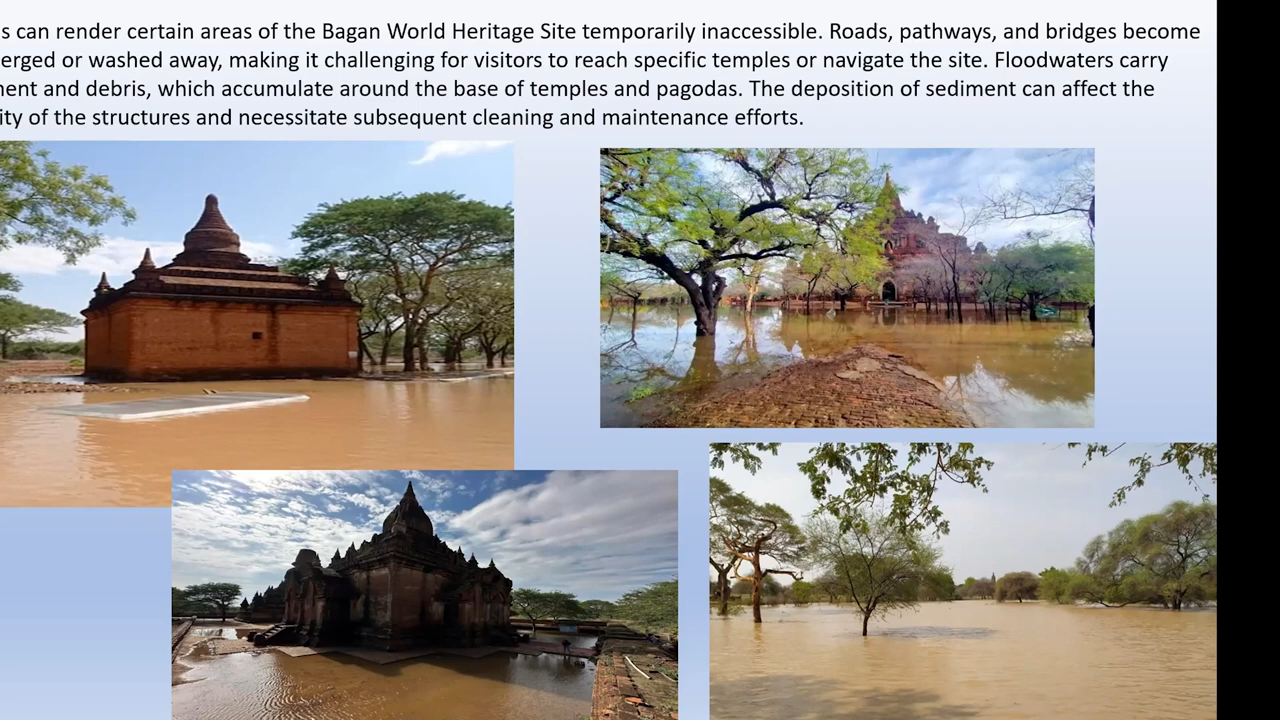 s can render certain areas of the Bagan World Heritage Site temporarily inaccessible. Roads, pathways, and bridges become
erged or washed away, making it challenging for visitors to reach specific temples or navigate the site. Floodwaters carry
ent and debris, which accumulate around the base of temples and pagodas. The deposition of sediment can affect the
ity of the structures and necessitate subsequent cleaning and maintenance efforts.